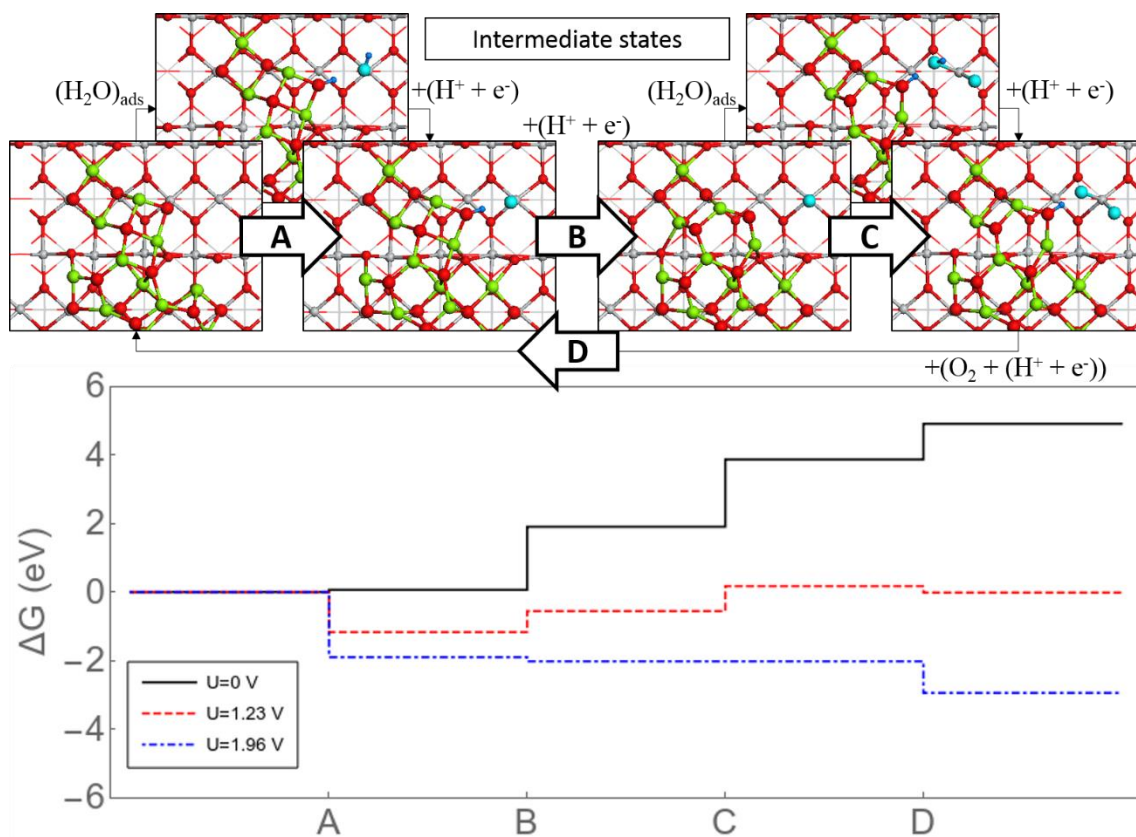 Intermediate states
(H₂O)ads
+(H⁺ + e⁻)
+(H⁺ + e⁻)
(H₂O)ads
+(H⁺ + e⁻)
A
B
C
D
+(O₂ + (H⁺ + e⁻))
6
4
2
0
−2
−4
−6
ΔG (eV)
U=0 V
U=1.23 V
U=1.96 V
A
B
C
D